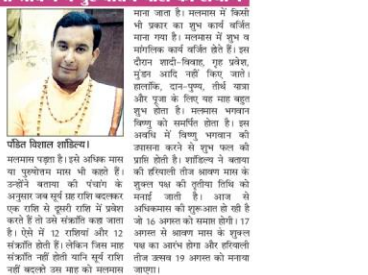 पंडित विशाल शांडिल्य।
मलमास पड़ता है। इसे अधिक मास
या पुरुषोत्तम मास भी कहते हैं।
उन्होंने बताया की पंचांग के
अनुसार जब सूर्य ग्रह राशि बदलकर
एक राशि से दूसरी राशि में प्रवेश
करते हैं तो उसे संक्रांति कहा जाता
है। ऐसे में 12 राशियां और 12
संक्रांति होती हैं। लेकिन जिस माह
संक्रांति नहीं होती यानि सूर्य राशि
नहीं बदलते उस माह को मलमास
माना जाता है। मलमास में किसी
भी प्रकार का शुभ कार्य वर्जित
माना गया है। मलमास में शुभ व
मांगलिक कार्य वर्जित होते हैं। इस
दौरान शादी-विवाह, गृह प्रवेश,
मुंडन आदि नहीं किए जाते।
हालांकि, दान-पुण्य, तीर्थ यात्रा
और पूजा के लिए यह माह बहुत
शुभ होता है। मलमास भगवान
विष्णु को समर्पित होता है। इस
अवधि में विष्णु भगवान की
उपासना करने से शुभ फल की
प्राप्ति होती है। शांडिल्य ने बताया
की हरियाली तीज श्रावण मास के
शुक्ल पक्ष की तृतीया तिथि को
मनाई जाती है। आज से
अधिकमास की शुरूआत हो रही है
जो 16 अगस्त को समाप्त होगी। 17
अगस्त से श्रावण मास के शुक्ल
पक्ष का आरंभ होगा और हरियाली
तीज उत्सव 19 अगस्त को मनाया
जाएगा।